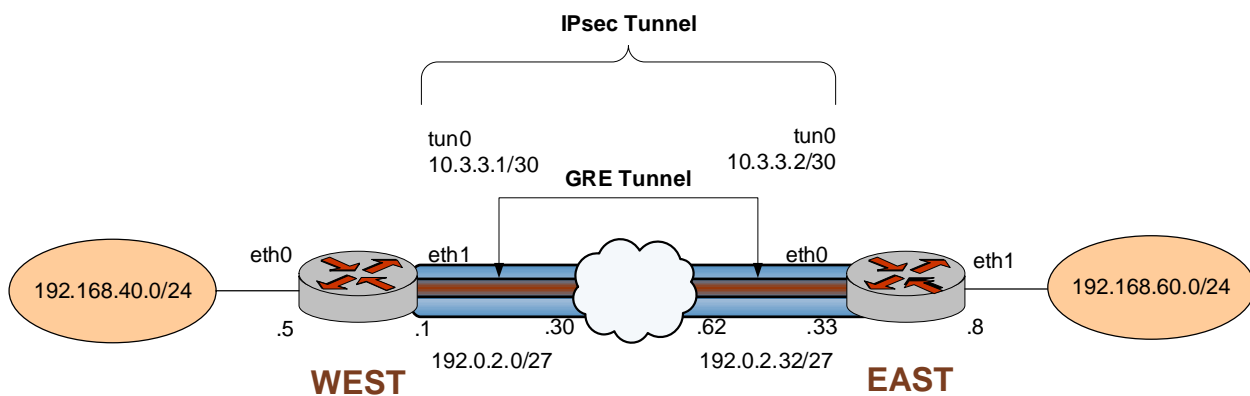 IPsec Tunnel
tun0
10.3.3.1/30
tun0
10.3.3.2/30
GRE Tunnel
eth0
eth1
eth0
eth1
192.168.40.0/24
192.168.60.0/24
.5
.1
.30
.62
.33
.8
192.0.2.0/27
192.0.2.32/27
WEST
EAST